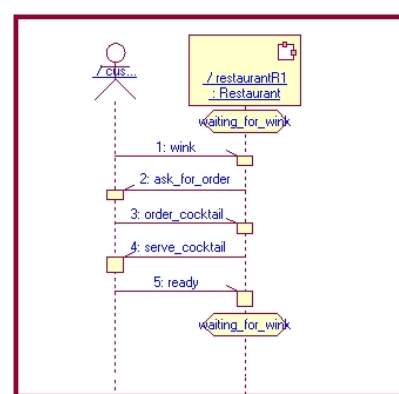 / cus...
/ restaurantR1
: Restaurant
waiting_for_wink
1: wink
2: ask_for_order
3: order_cocktail
4: serve_cocktail
5: ready
waiting_for_wink